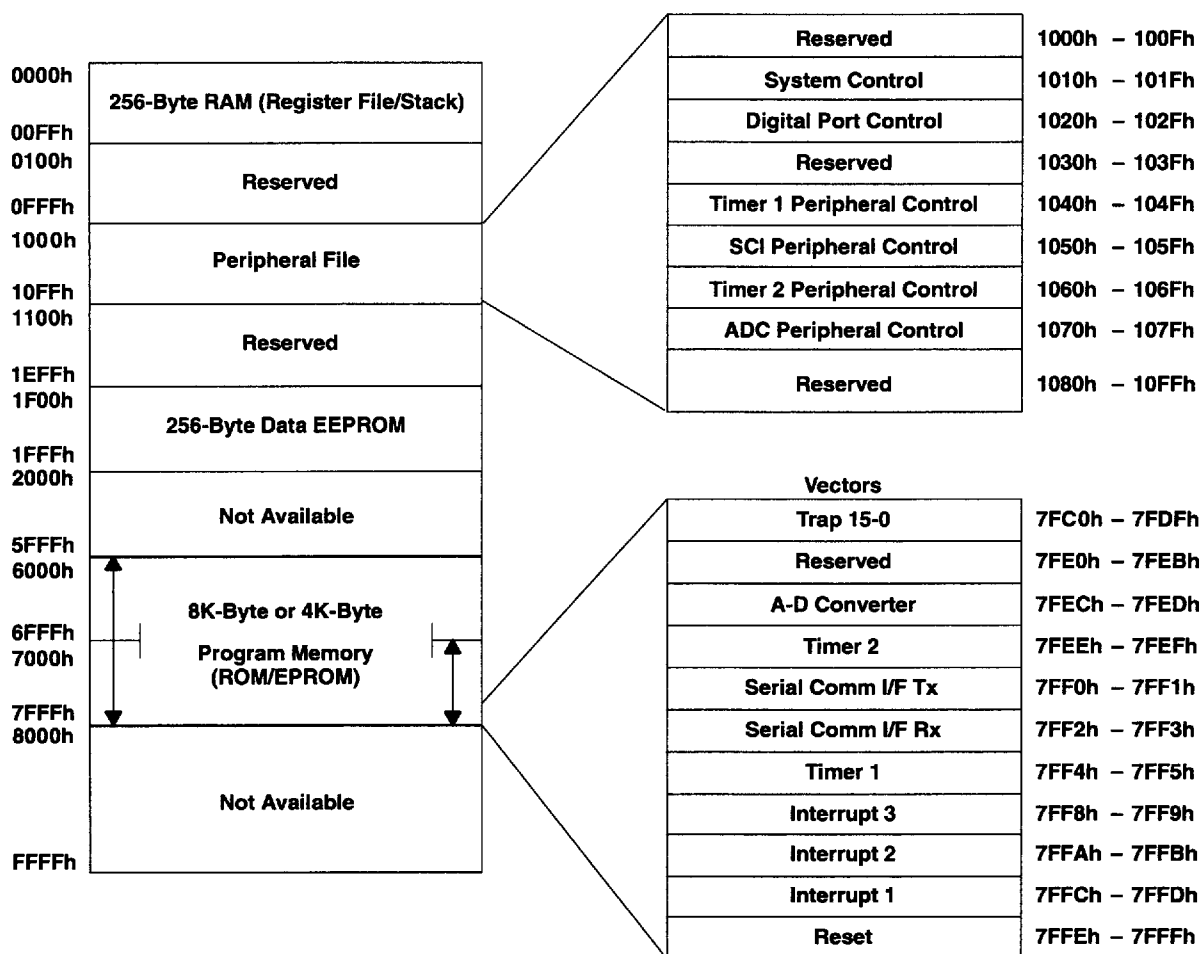 0000h
256-Byte RAM (Register File/Stack)
00FFh
0100h
Reserved
0FFFh
1000h
Peripheral File
10FFh
1100h
Reserved
1EFFh
1F00h
256-Byte Data EEPROM
1FFFh
2000h
Not Available
5FFFh
6000h
8K-Byte or 4K-Byte
6FFFh
7000h
Program Memory
(ROM/EPROM)
7FFFh
8000h
Not Available
FFFFh
Reserved 1000h – 100Fh
System Control 1010h – 101Fh
Digital Port Control 1020h – 102Fh
Reserved 1030h – 103Fh
Timer 1 Peripheral Control 1040h – 104Fh
SCI Peripheral Control 1050h – 105Fh
Timer 2 Peripheral Control 1060h – 106Fh
ADC Peripheral Control 1070h – 107Fh
Reserved 1080h – 10FFh
Vectors
Trap 15-0 7FC0h – 7FDFh
Reserved 7FE0h – 7FEBh
A-D Converter 7FECh – 7FEDh
Timer 2 7FEEh – 7FEFh
Serial Comm I/F Tx 7FF0h – 7FF1h
Serial Comm I/F Rx 7FF2h – 7FF3h
Timer 1 7FF4h – 7FF5h
Interrupt 3 7FF8h – 7FF9h
Interrupt 2 7FFAh – 7FFBh
Interrupt 1 7FFCh – 7FFDh
Reset 7FFEh – 7FFFh